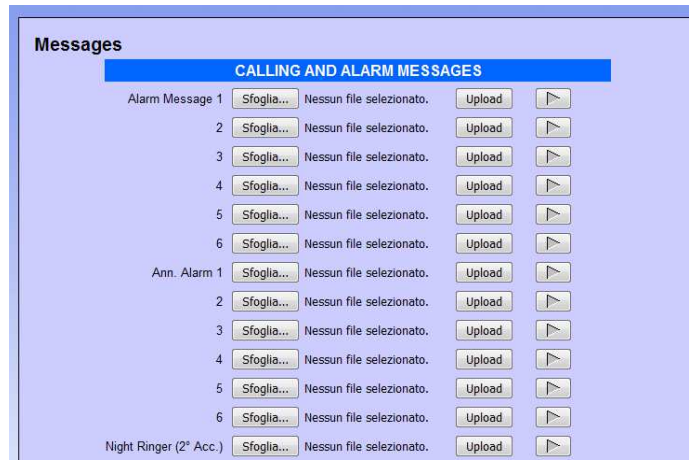 Messages
CALLING AND ALARM MESSAGES
Alarm Message 1 Sfoglia... Nessun file selezionato. Upload
2 Sfoglia... Nessun file selezionato. Upload
3 Sfoglia... Nessun file selezionato. Upload
4 Sfoglia... Nessun file selezionato. Upload
5 Sfoglia... Nessun file selezionato. Upload
6 Sfoglia... Nessun file selezionato. Upload
Ann. Alarm 1 Sfoglia... Nessun file selezionato. Upload
2 Sfoglia... Nessun file selezionato. Upload
3 Sfoglia... Nessun file selezionato. Upload
4 Sfoglia... Nessun file selezionato. Upload
5 Sfoglia... Nessun file selezionato. Upload
6 Sfoglia... Nessun file selezionato. Upload
Night Ringer (2° Acc.) Sfoglia... Nessun file selezionato. Upload